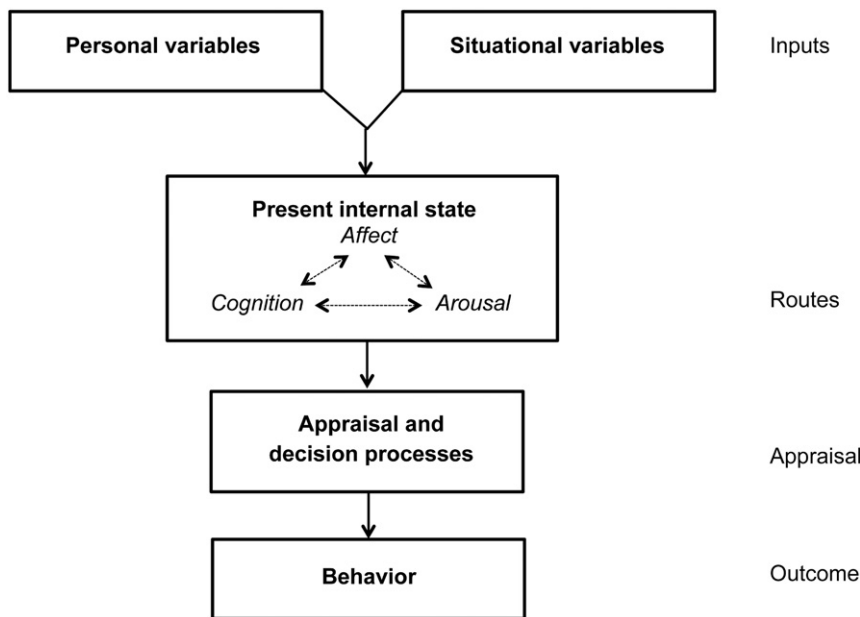 Personal variables
Situational variables
Inputs
Present internal state
Affect
Cognition
Arousal
Routes
Appraisal and
decision processes
Appraisal
Behavior
Outcome